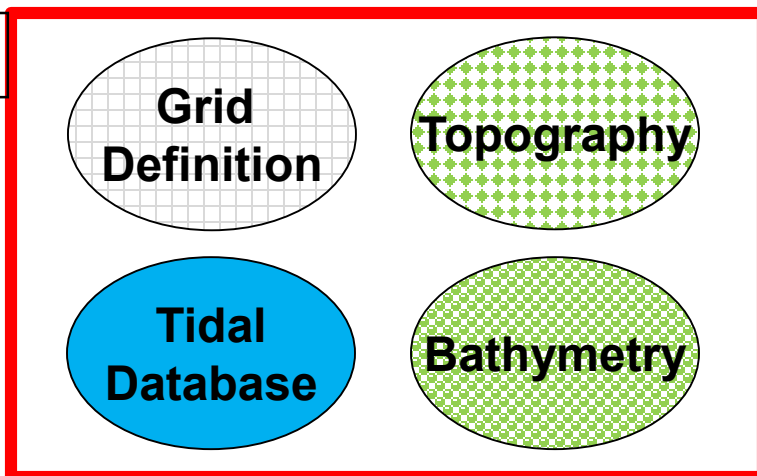 Grid
Definition
Topography
Tidal
Database
Bathymetry